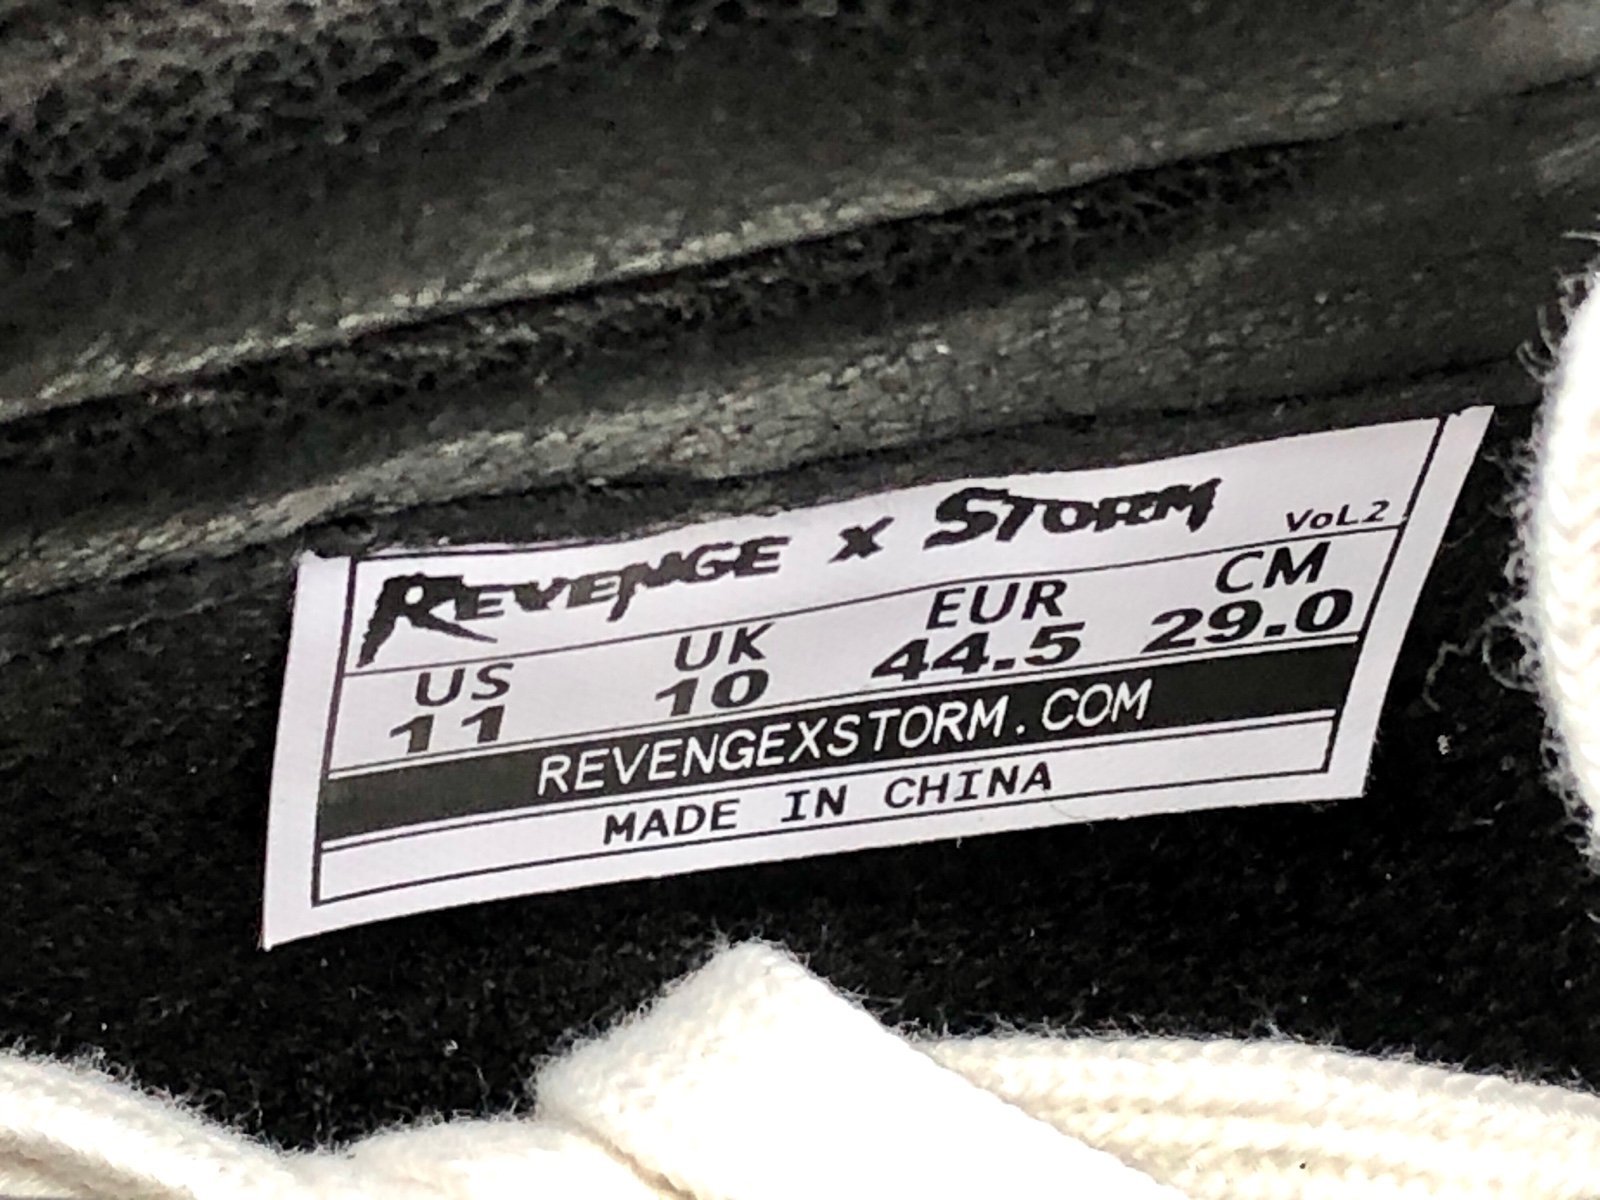 REVENGE X STORM VOL2
US UK EUR CM
11 10 44.5 29.0
REVENGEXSTORM.COM
MADE IN CHINA